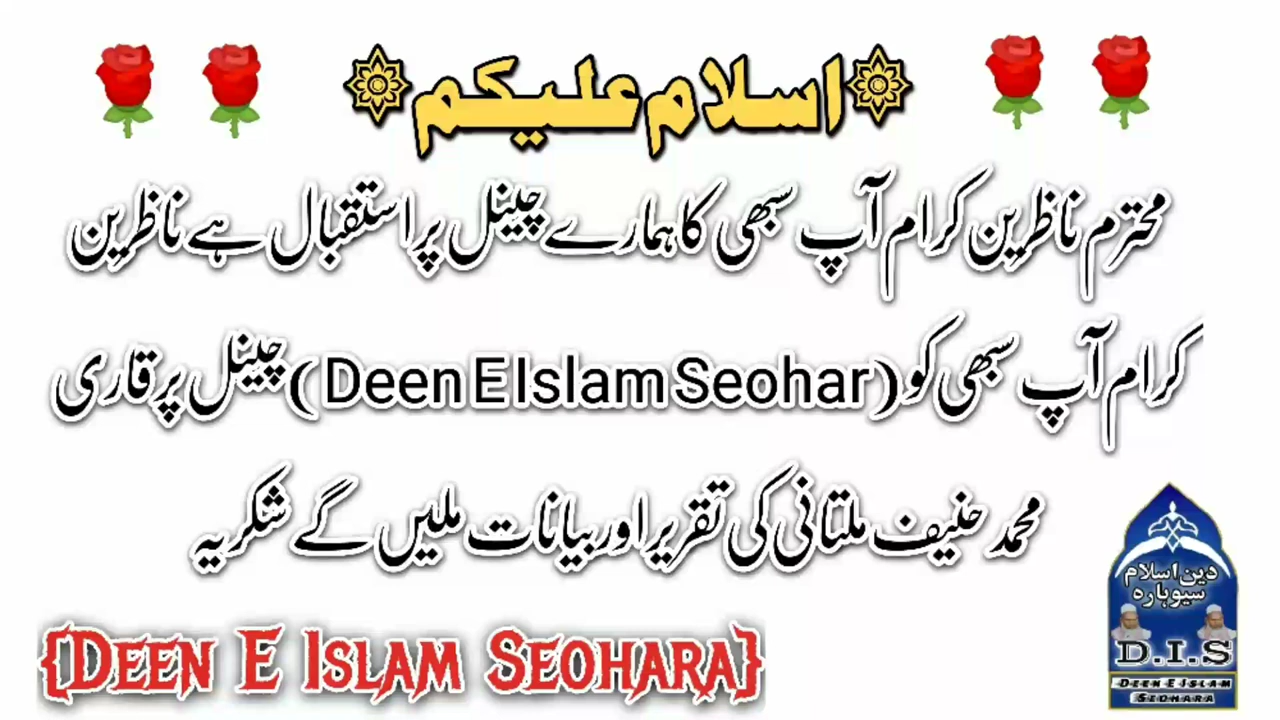 اسلام علیکم
محترم ناظرین کرام آپ سبھی کا ہمارے چینل پر استقبال ہے ناظرین
کرام آپ سبھی کو (Deen E Islam Seohar) چینل پر قاری
محمد حنیف ملتانی کی تقریر اور بیانات ملیں گے شکریہ
{DEEN E ISLAM SEOHARA}
دین اسلام
سیوہارہ
D.I.S
DEEN E ISLAM
SEOHARA